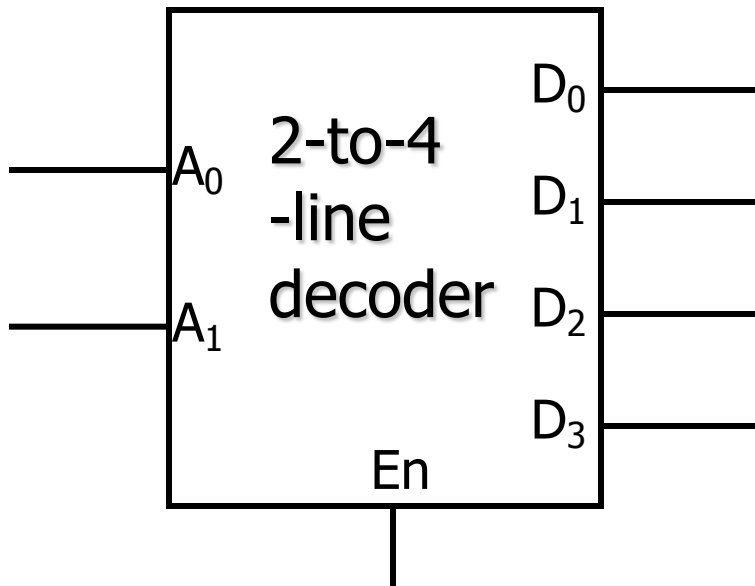 D₀
2-to-4
A₀
D₁
-line
decoder
D₂
A₁
D₃
En